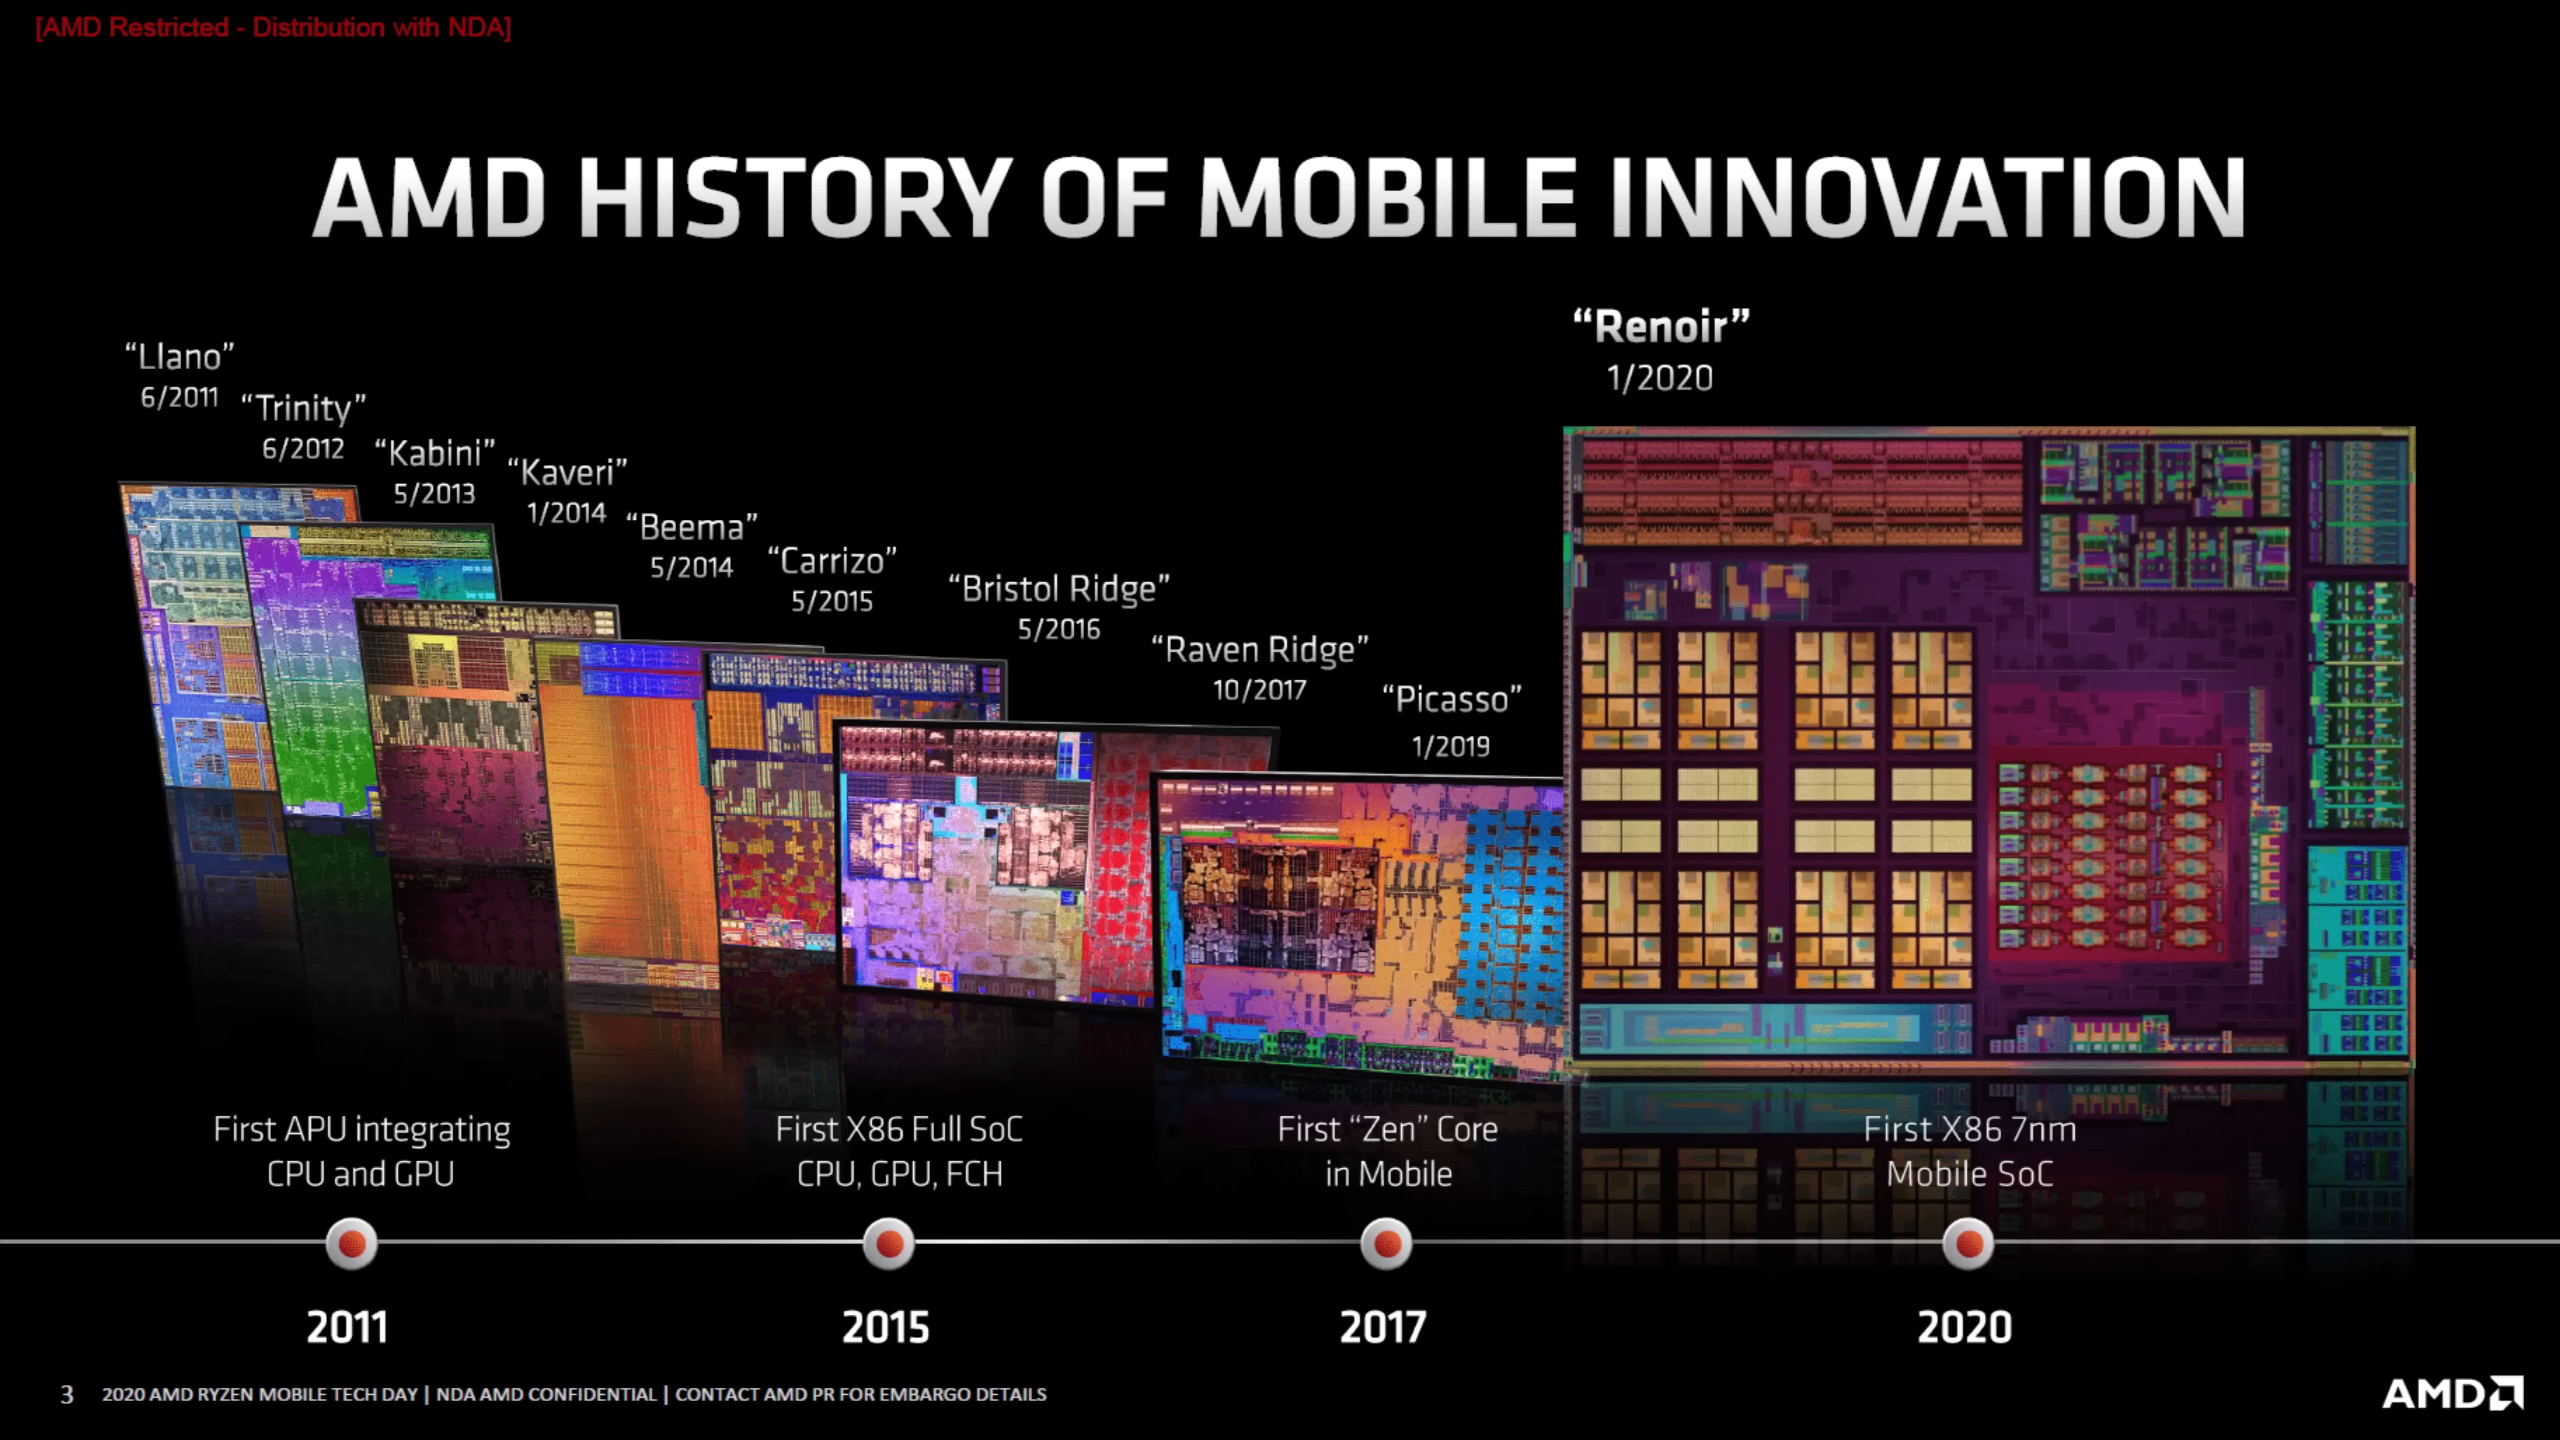 [AMD Restricted - Distribution with NDA]
AMD HISTORY OF MOBILE INNOVATION
“Llano”
6/2011
“Trinity”
6/2012
“Kabini”
5/2013
“Kaveri”
1/2014
“Beema”
5/2014
“Carrizo”
5/2015
“Bristol Ridge”
5/2016
“Raven Ridge”
10/2017
“Picasso”
1/2019
“Renoir”
1/2020
First APU integrating
CPU and GPU
2011
First X86 Full SoC
CPU, GPU, FCH
2015
First “Zen” Core
in Mobile
2017
First X86 7nm
Mobile SoC
2020
3 2020 AMD RYZEN MOBILE TECH DAY | NDA AMD CONFIDENTIAL | CONTACT AMD PR FOR EMBARGO DETAILS
AMD